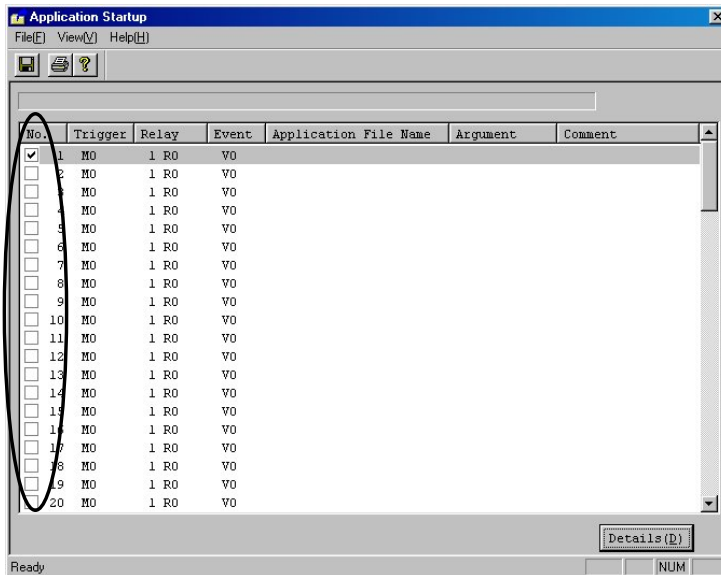 Application Startup
File(F) View(V) Help(H)
No. Trigger Relay Event Application File Name Argument Comment
1 M0 1 R0 V0
2 M0 1 R0 V0
3 M0 1 R0 V0
4 M0 1 R0 V0
5 M0 1 R0 V0
6 M0 1 R0 V0
7 M0 1 R0 V0
8 M0 1 R0 V0
9 M0 1 R0 V0
10 M0 1 R0 V0
11 M0 1 R0 V0
12 M0 1 R0 V0
13 M0 1 R0 V0
14 M0 1 R0 V0
15 M0 1 R0 V0
16 M0 1 R0 V0
17 M0 1 R0 V0
18 M0 1 R0 V0
19 M0 1 R0 V0
20 M0 1 R0 V0
Details(D)
Ready NUM